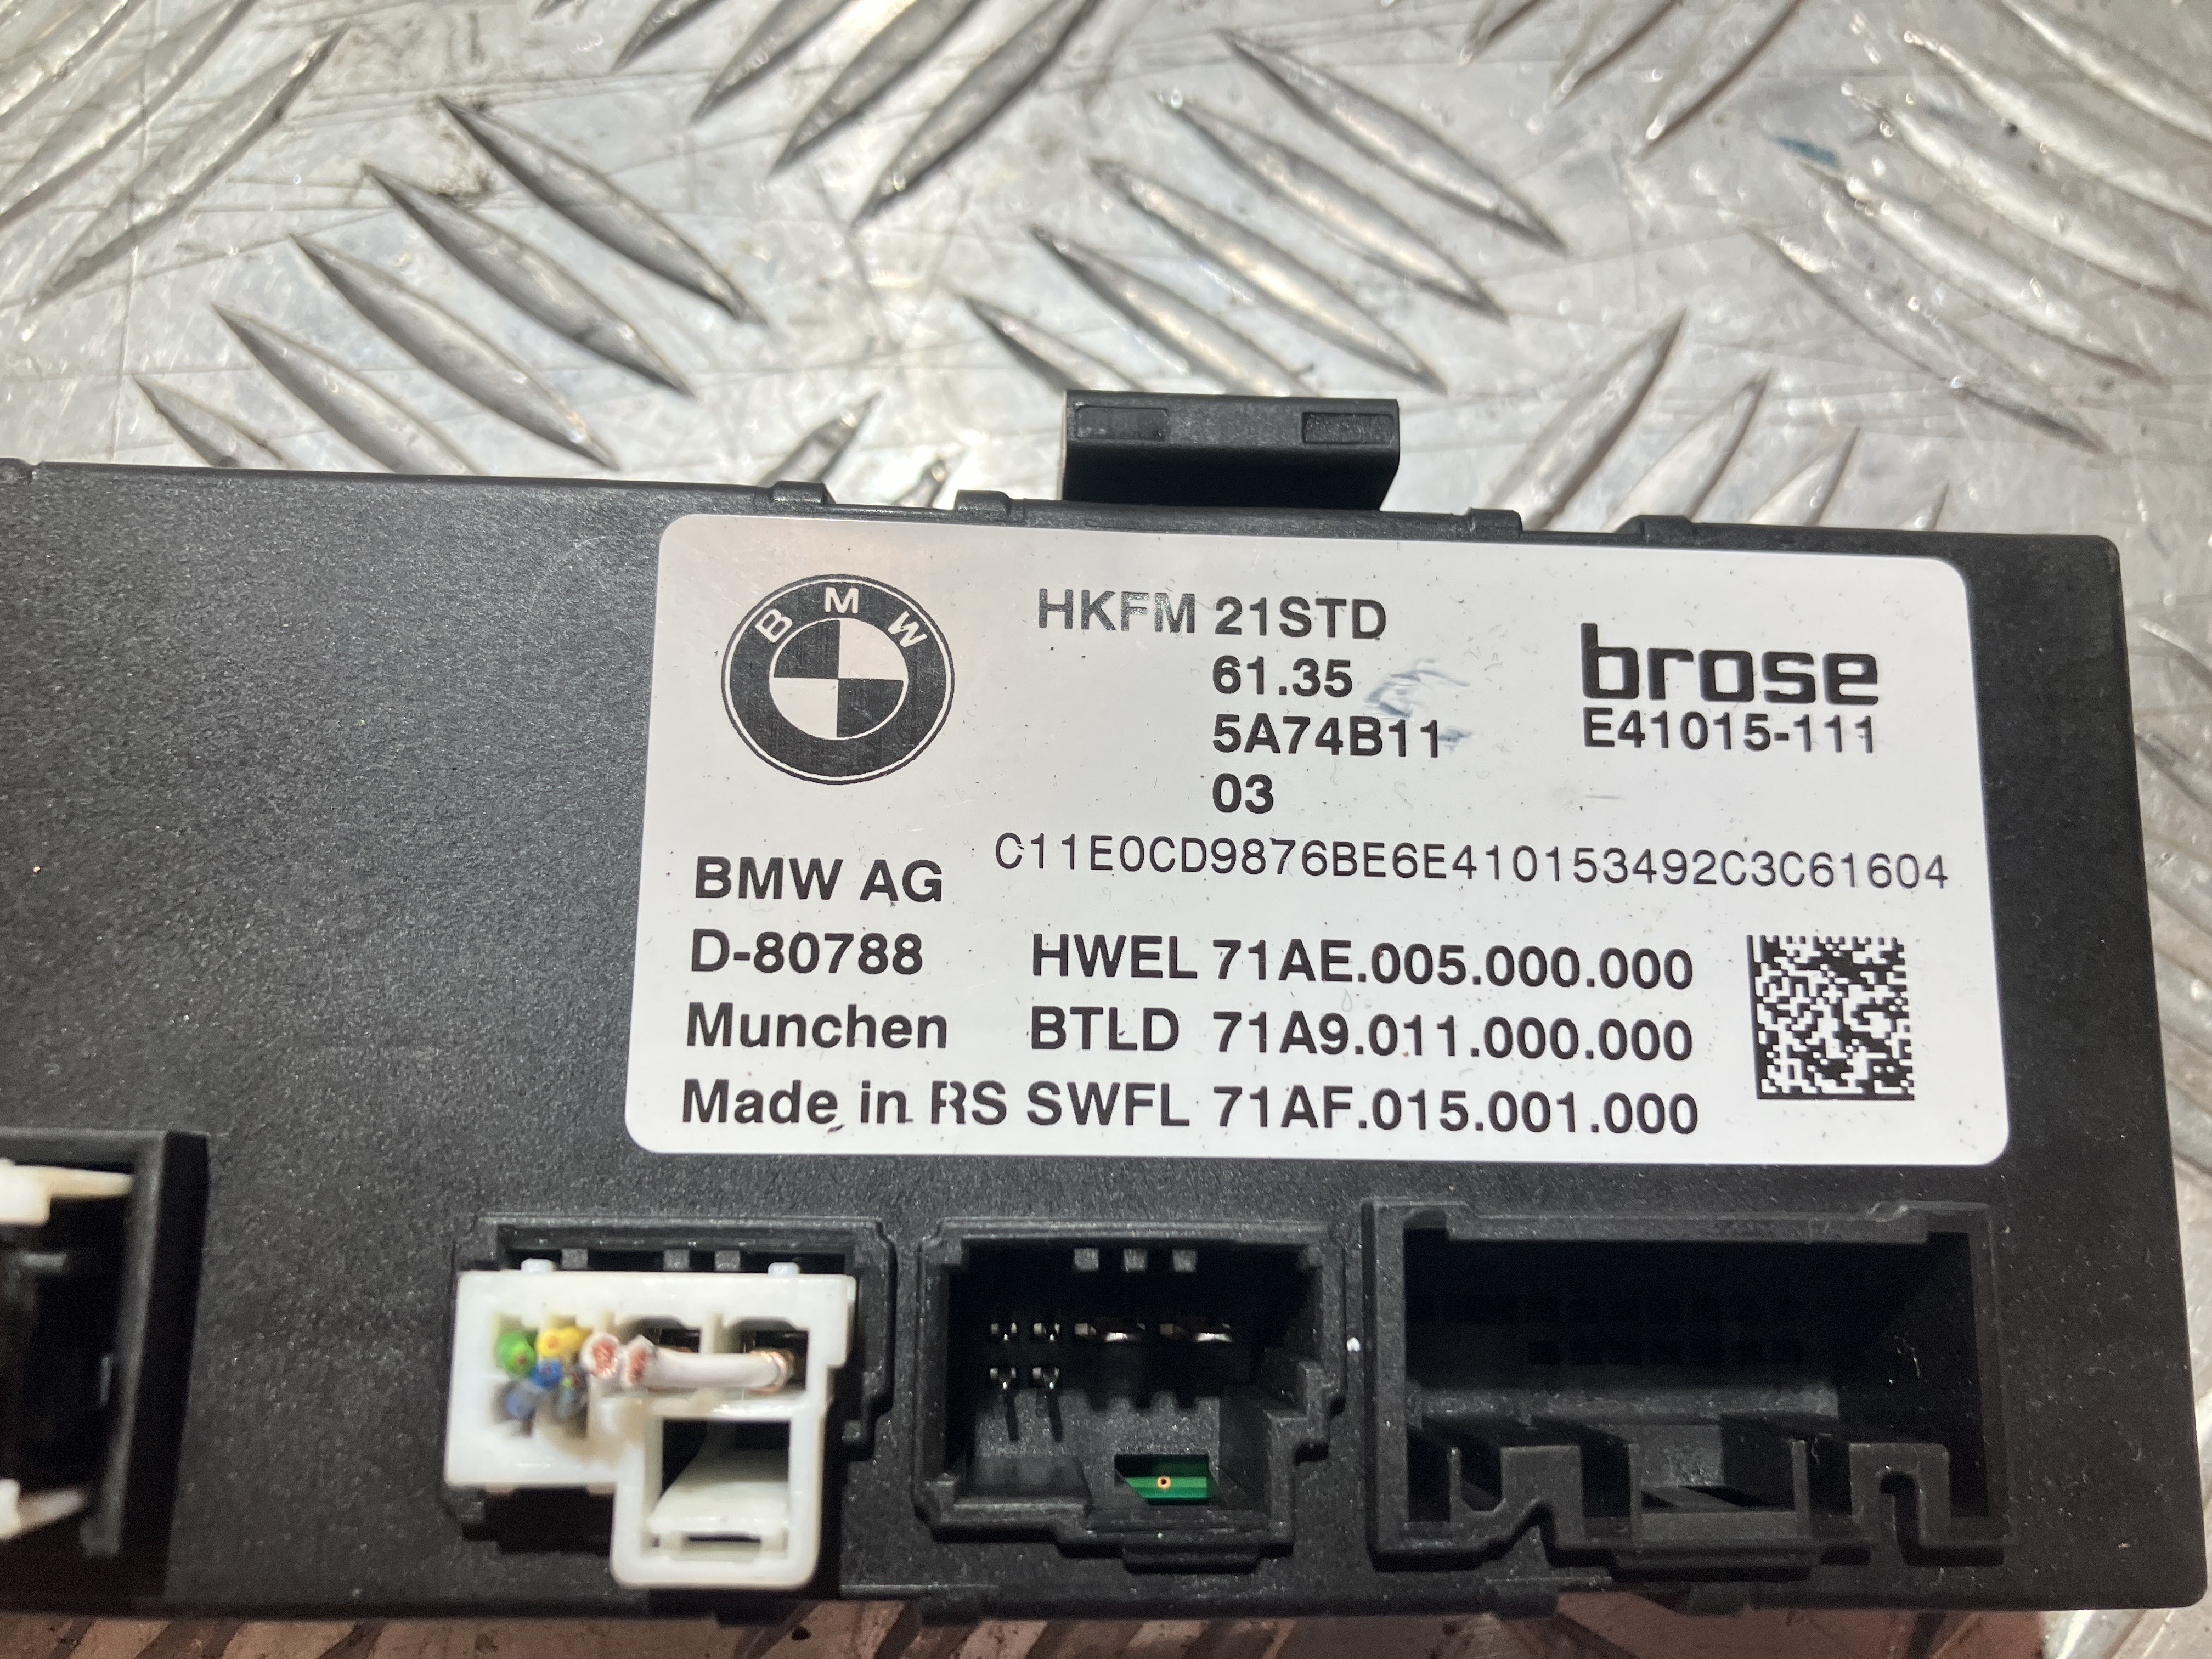 BMW
HKFM 21STD
61.35
5A74B11
03
brose
E41015-111
C11E0CD9876BE6E410153492C3C61604
BMW AG
D-80788
Munchen
Made in RS
HWEL 71AE.005.000.000
BTLD 71A9.011.000.000
SWFL 71AF.015.001.000